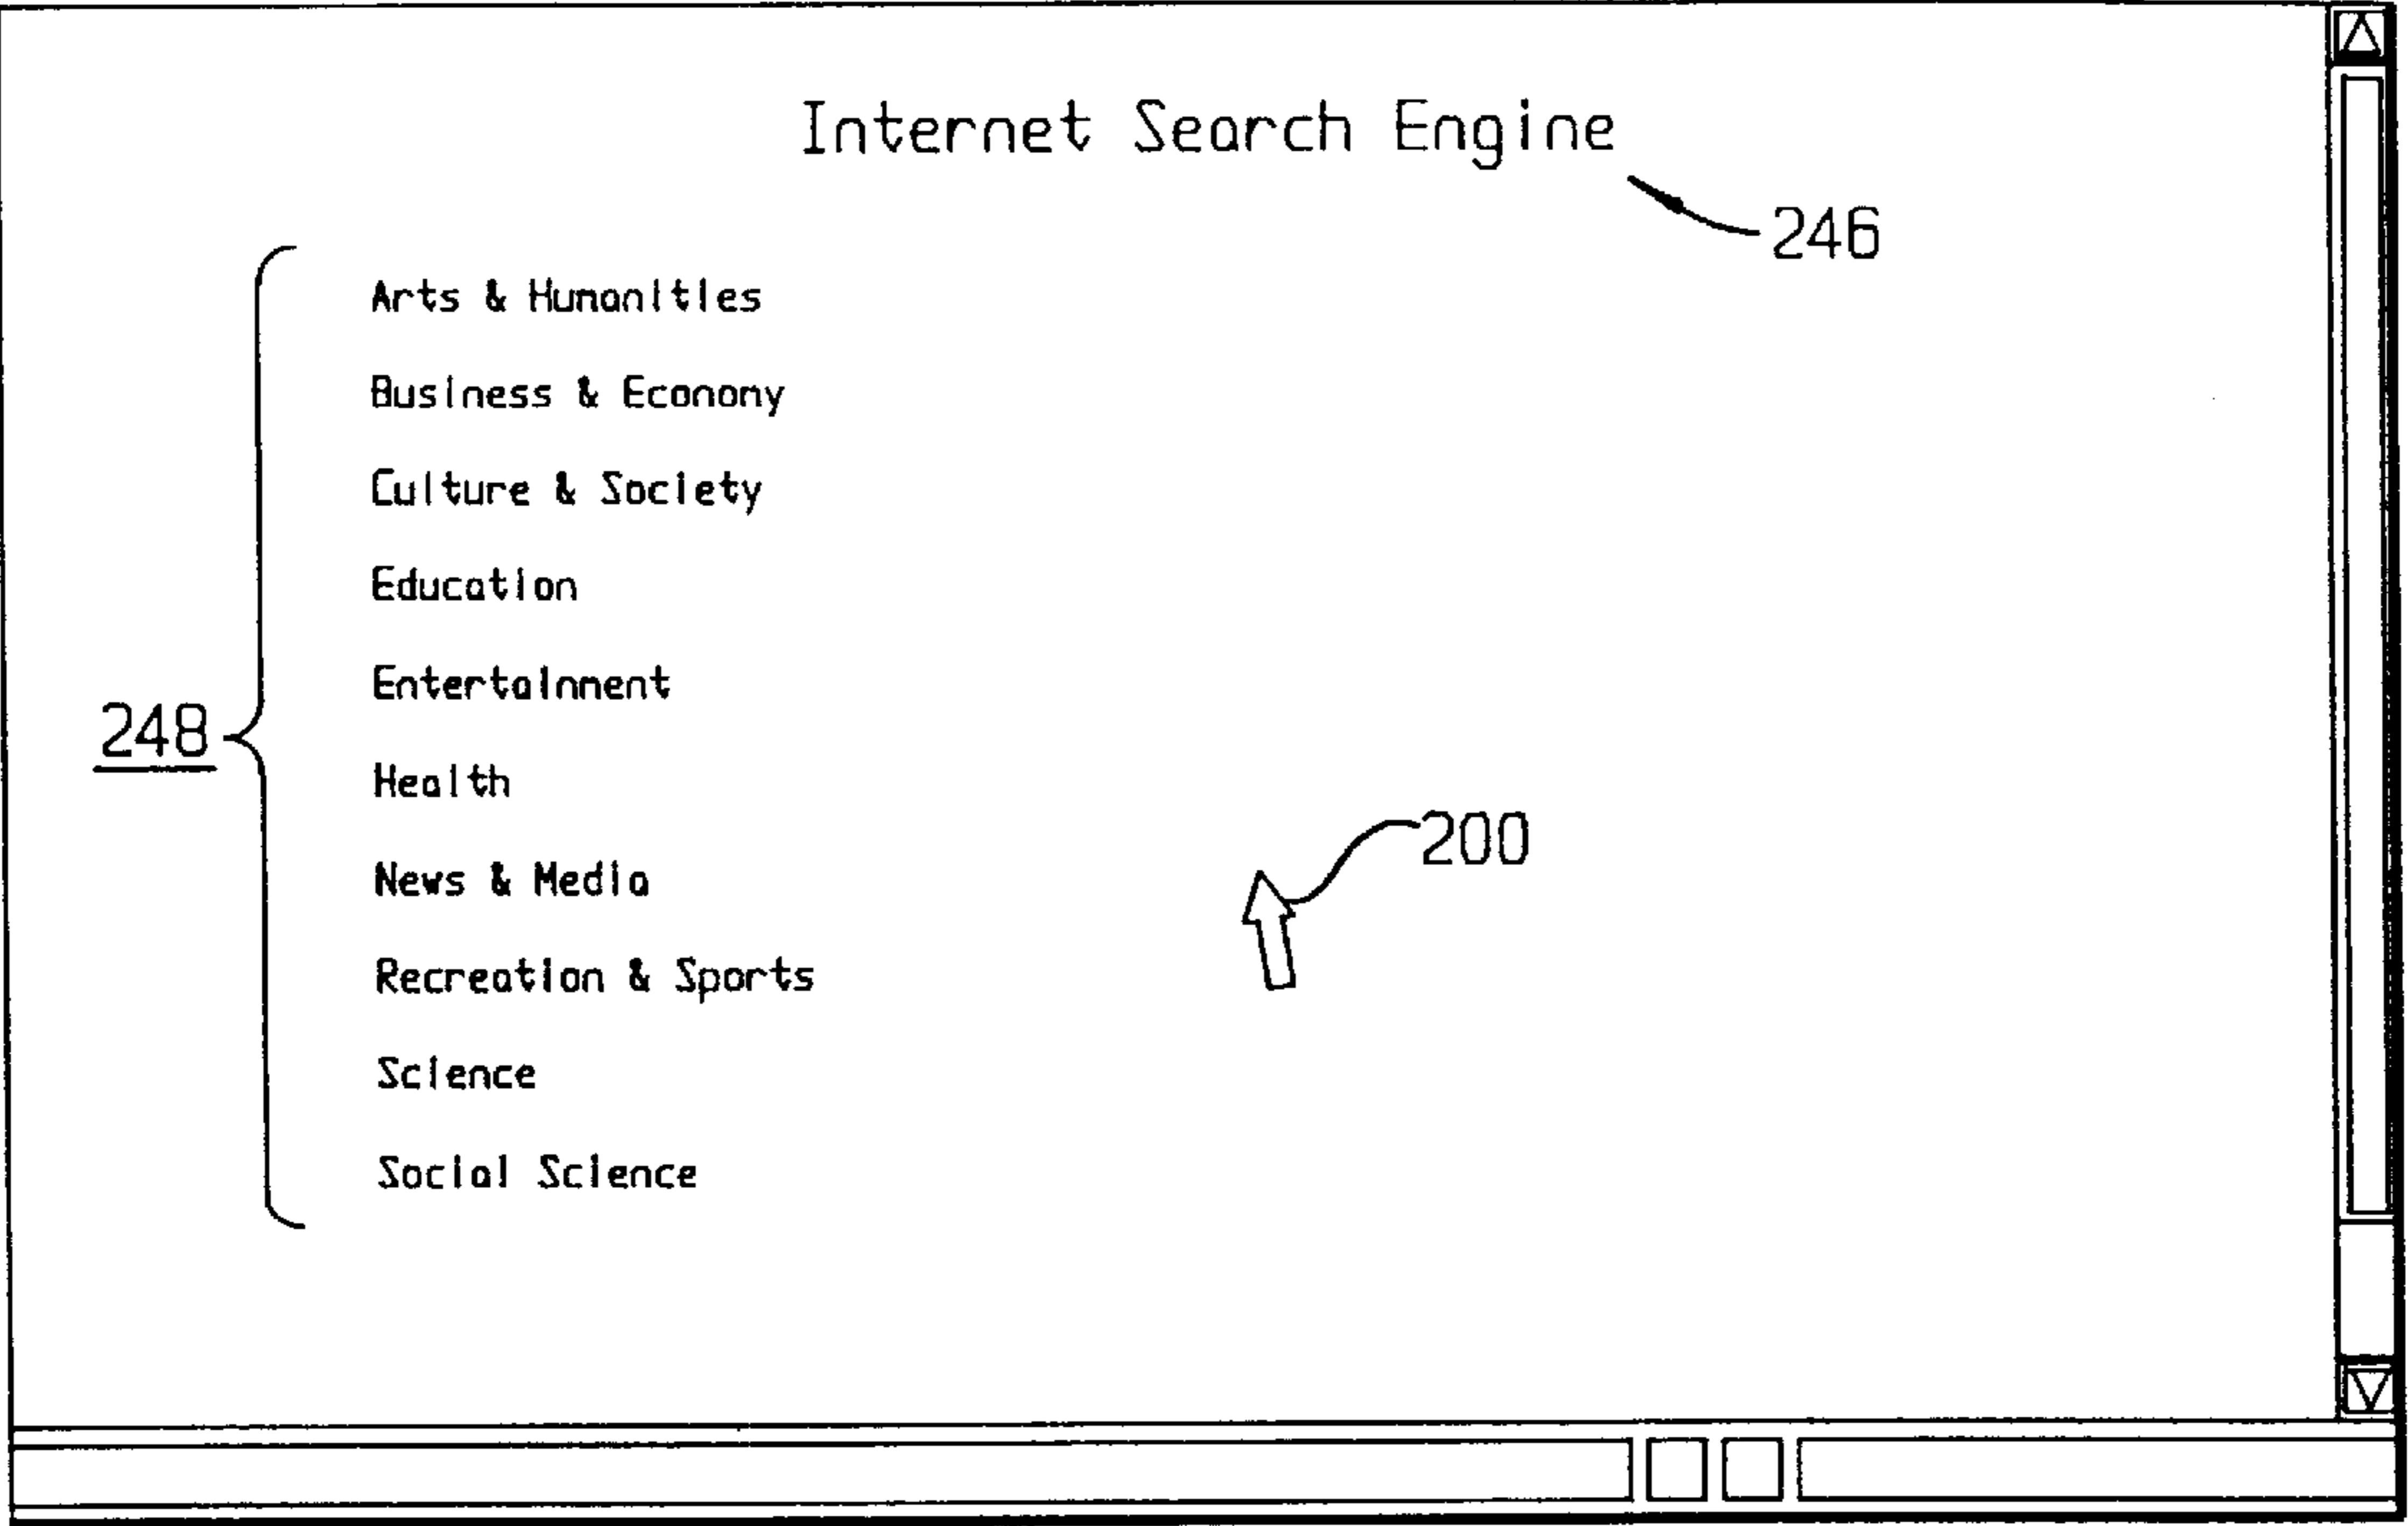 Internet Search Engine
246
Arts & Humanities
Business & Economy
Culture & Society
Education
Entertainment
248
Health
200
News & Media
Recreation & Sports
Science
Social Science